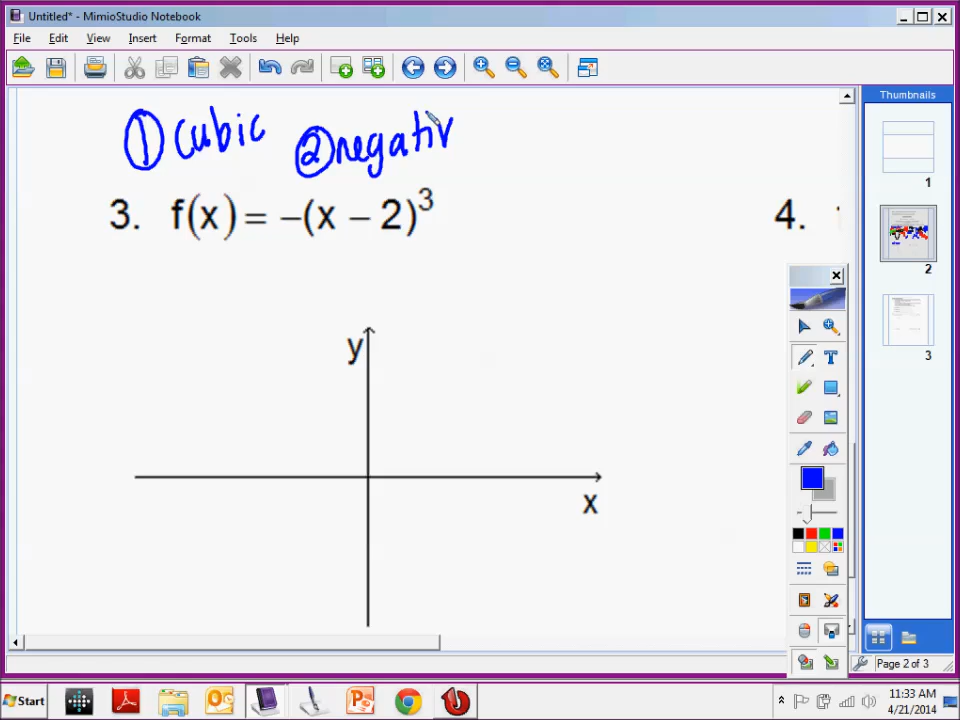 Untitled* - MimioStudio Notebook
File Edit View Insert Format Tools Help
Thumbnails
① cubic ② negativ
3. f(x) = –(x – 2)³
4.
y
x
1
2
3
T
Page 2 of 3
Start
11:33 AM
4/21/2014